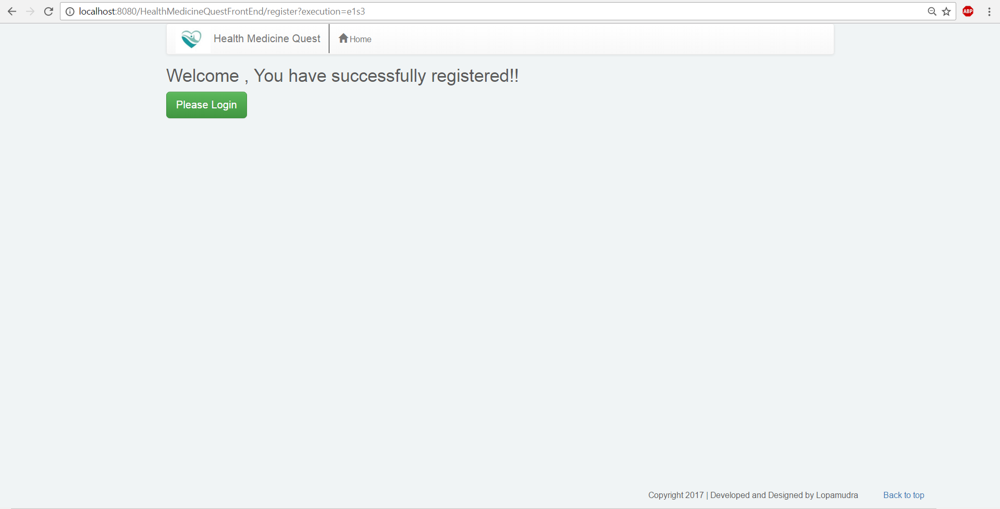 localhost:8080/HealthMedicineQuestFrontEnd/register?execution=e1s3
ABP
Health Medicine Quest
Home
Welcome , You have successfully registered!!
Please Login
Copyright 2017 | Developed and Designed by Lopamudra
Back to top